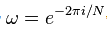 ω = e^{-2πi/N}